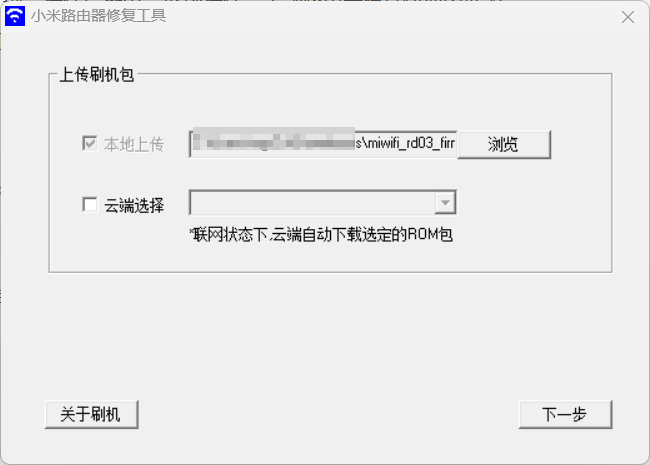 小米路由器修复工具
上传刷机包
本地上传
s\miwifi_rd03_firr
浏览
云端选择
*联网状态下,云端自动下载选定的ROM包
关于刷机
下一步